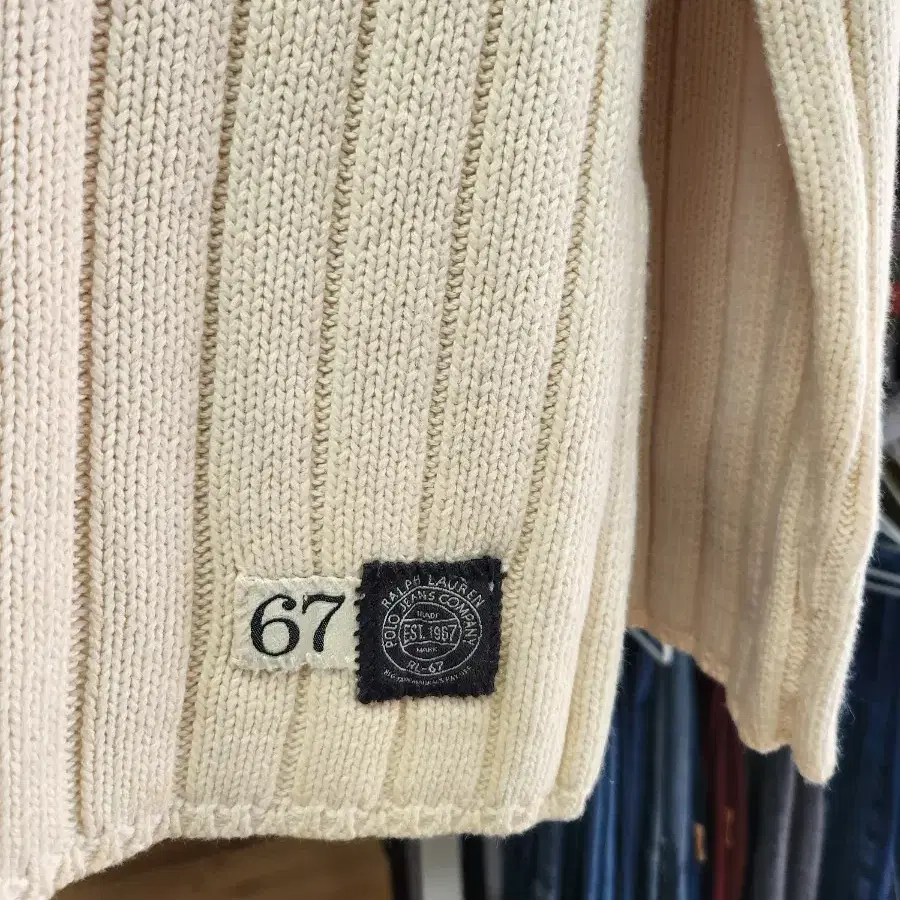 67
RALPH LAUREN
POLO JEANS COMPANY
TRADE
EST. 1967
MARK
RL-67